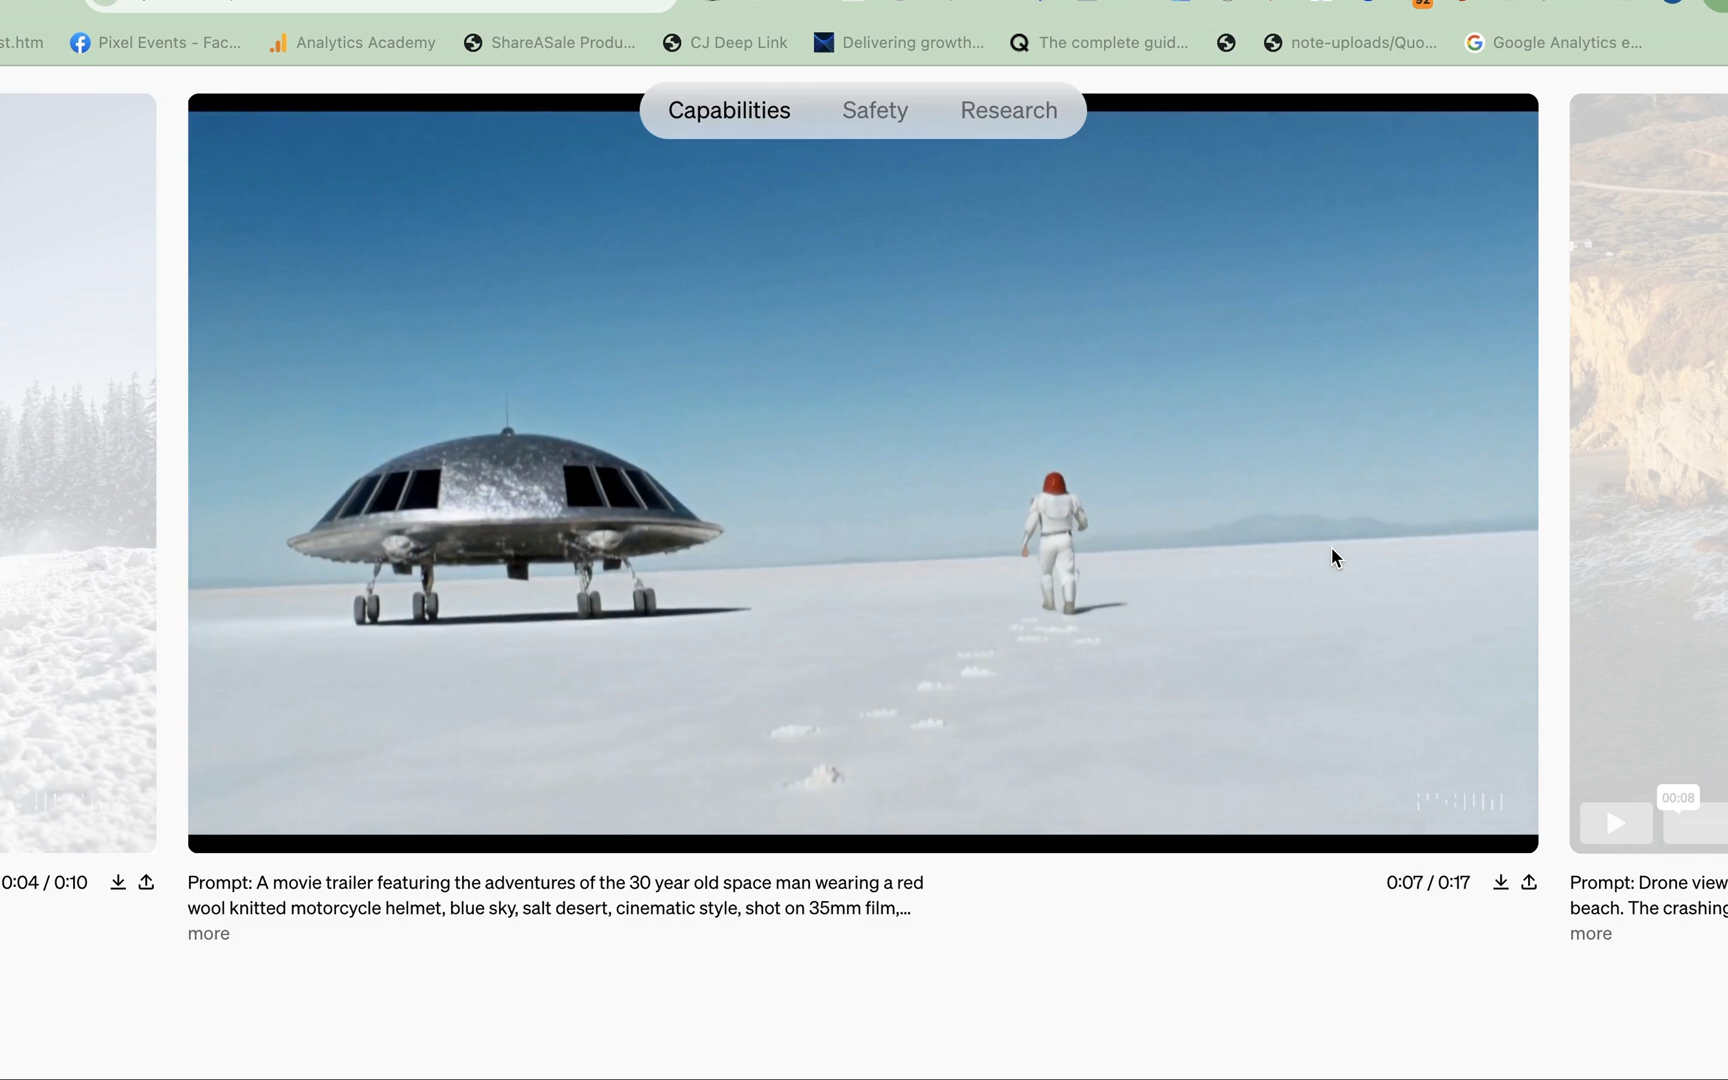 st.htm
Pixel Events - Fac...
Analytics Academy
ShareASale Produ...
CJ Deep Link
Delivering growth...
The complete guid...
note-uploads/Quo...
Google Analytics e...
Capabilities
Safety
Research
00:08
0:04 / 0:10
Prompt: A movie trailer featuring the adventures of the 30 year old space man wearing a red
wool knitted motorcycle helmet, blue sky, salt desert, cinematic style, shot on 35mm film,...
more
0:07 / 0:17
Prompt: Drone view
beach. The crashing
more